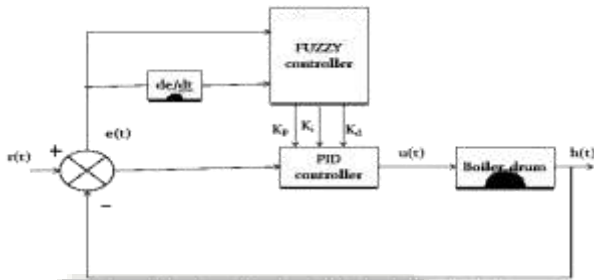 FUZZY
controller
de/dt
Kp Ki Kd
+
e(t)
r(t)
PID
controller
u(t)
Boiler drum
h(t)
−